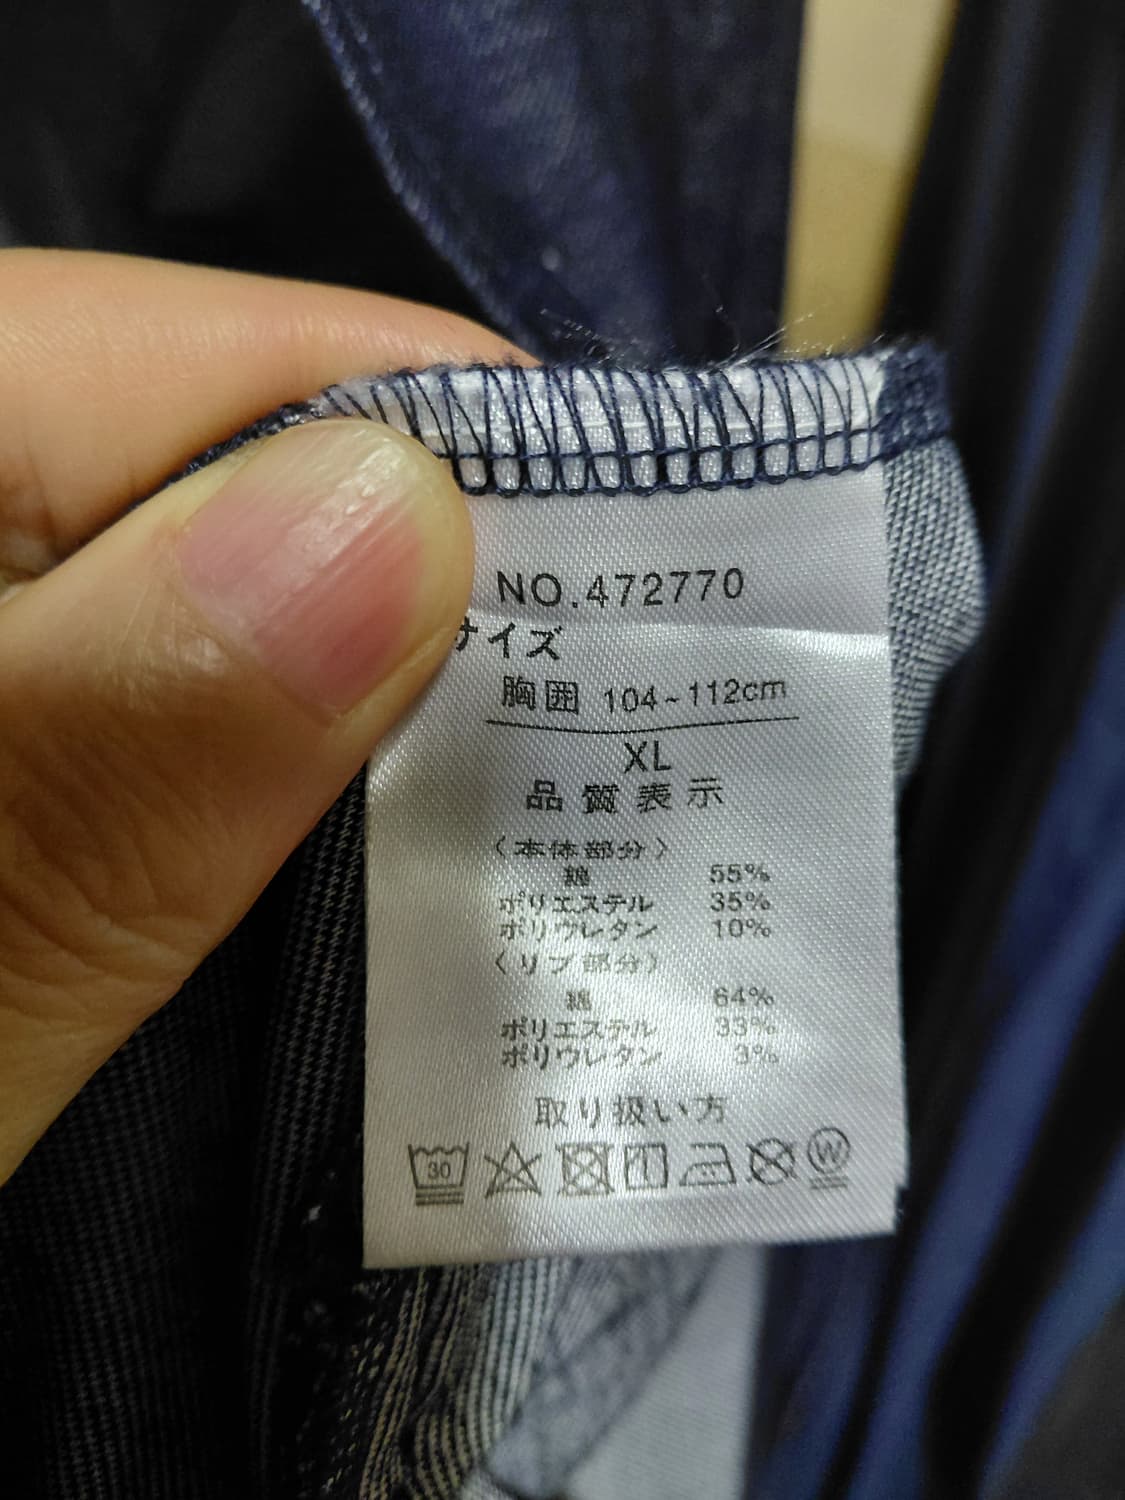 NO.472770
サイズ
胸囲 104~112cm
XL
品質表示
〈本体部分〉
綿 55%
ポリエステル 35%
ポリウレタン 10%
〈リブ部分〉
綿 64%
ポリエステル 33%
ポリウレタン 3%
取り扱い方
30 W